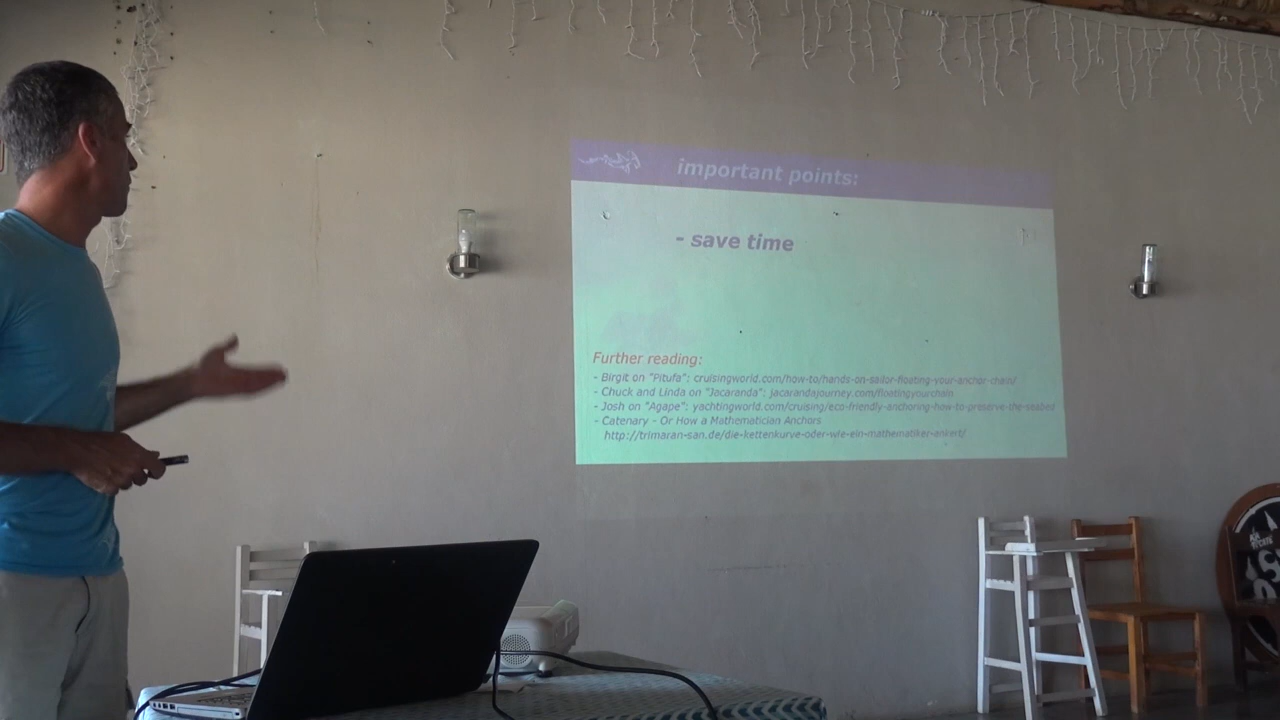 important points:
- save time
Further reading:
- Birgit on "Pitufa": cruisingworld.com/how-to/hands-on-sailor-floating-your-anchor-chain/
- Chuck and Linda on "Jacaranda": jacarandajourney.com/floatingyourchain
- Josh on "Agape": yachtingworld.com/cruising/eco-friendly-anchoring-how-to-preserve-the-seabed
- Catenary - Or How a Mathematician Anchors
http://trimaran-san.de/die-kettenkurve-oder-wie-ein-mathematiker-ankert/